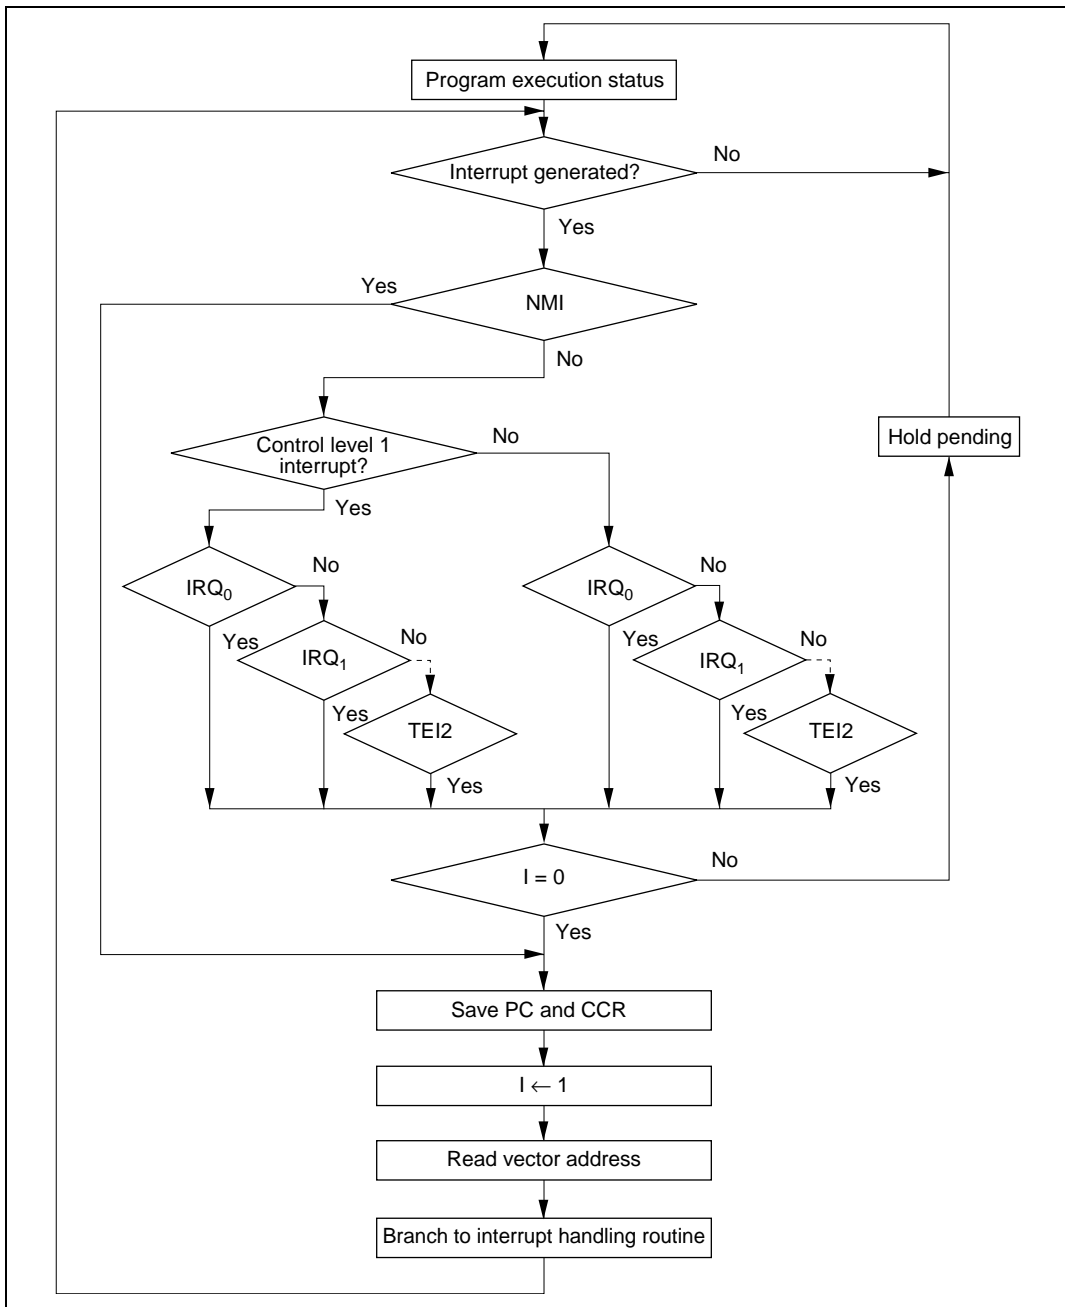 Program execution status
Interrupt generated?
No
Yes
Yes
NMI
No
Control level 1
interrupt?
No
Hold pending
Yes
IRQ0
No
IRQ0
No
Yes
IRQ1
No
Yes
IRQ1
No
Yes
TEI2
Yes
TEI2
Yes
Yes
I = 0
No
Yes
Save PC and CCR
I ← 1
Read vector address
Branch to interrupt handling routine